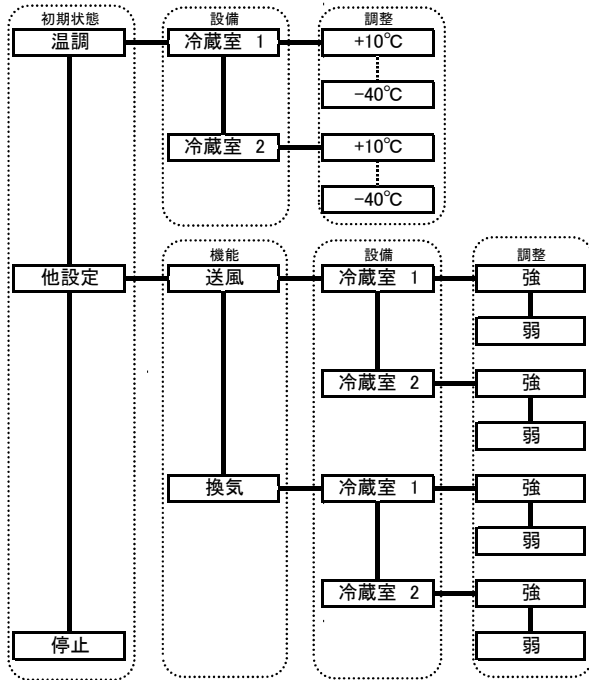 初期状態 設備 調整
温調 冷蔵室 1 +10℃
-40℃
冷蔵室 2 +10℃
-40℃
機能 設備 調整
他設定 送風 冷蔵室 1 強
弱
冷蔵室 2 強
弱
換気 冷蔵室 1 強
弱
冷蔵室 2 強
停止 弱